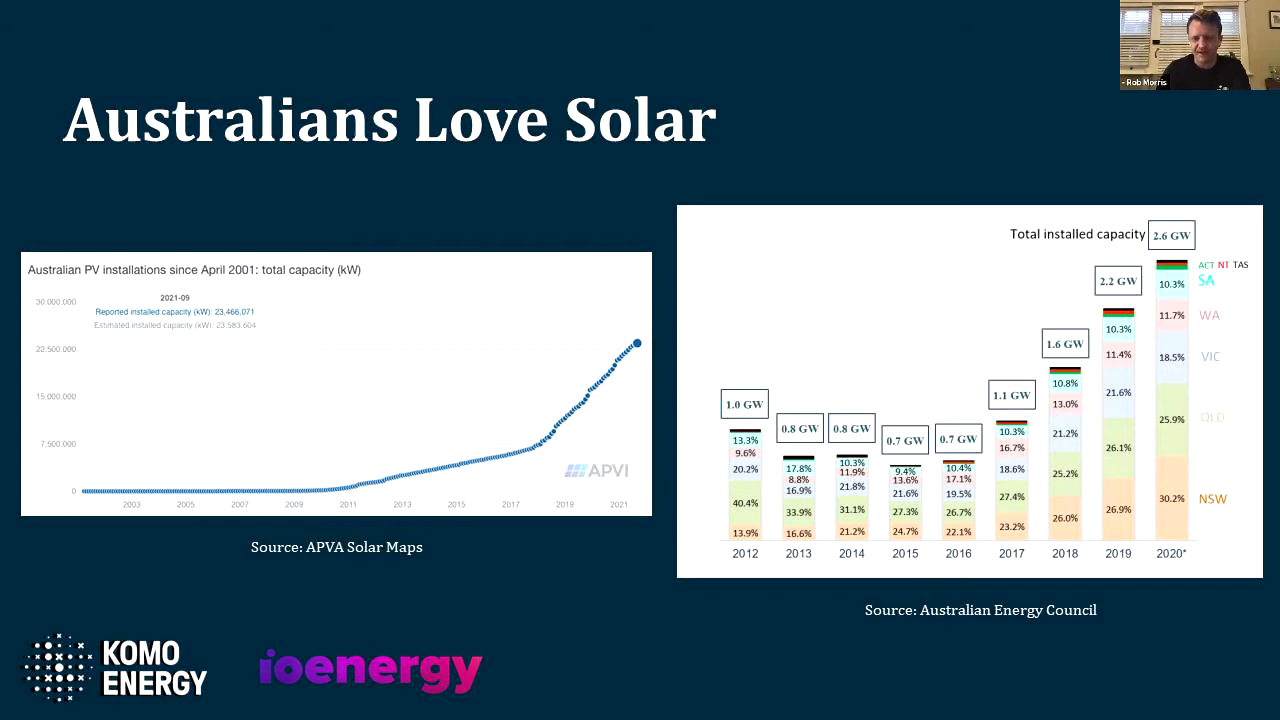 - Rob Morris
Australians Love Solar
Australian PV installations since April 2001: total capacity (kW)
2021-09
Reported installed capacity (kW): 23,466,071
Estimated installed capacity (kW): 23,583,604
30,000,000
22,500,000
15,000,000
7,500,000
0
2003 2005 2007 2009 2011 2013 2015 2017 2019 2021
APVI
Source: APVA Solar Maps
Total installed capacity 2.6 GW
2.2 GW
1.6 GW
1.1 GW
1.0 GW
0.8 GW 0.8 GW
0.7 GW 0.7 GW
ACT NT TAS
SA
WA
VIC
QLD
NSW
13.3%
9.6%
20.2%
40.4%
13.9%
2012
17.8%
8.8%
16.9%
33.9%
16.6%
2013
10.3%
11.9%
21.8%
31.1%
21.2%
2014
9.4%
13.6%
21.6%
27.3%
24.7%
2015
10.4%
17.1%
19.5%
26.7%
22.1%
2016
10.3%
16.7%
18.6%
27.4%
23.2%
2017
10.8%
13.0%
21.2%
25.2%
26.0%
2018
10.3%
11.4%
21.6%
26.1%
26.9%
2019
10.3%
11.7%
18.5%
25.9%
30.2%
2020*
Source: Australian Energy Council
KOMO
ENERGY
ioenergy